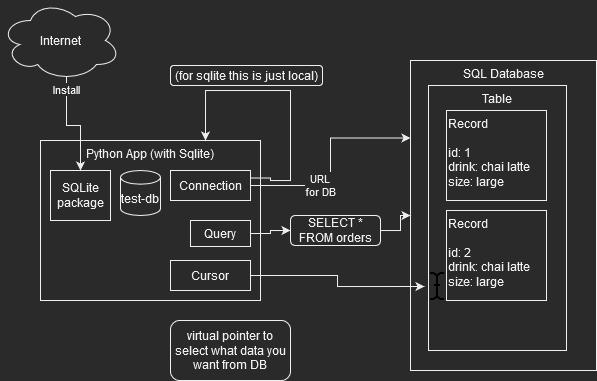 Internet
Install
(for sqlite this is just local)
SQL Database
Table
Record
id: 1
drink: chai latte
size: large
Python App (with Sqlite)
SQLite
package
test-db
Connection
URL
for DB
Query
SELECT *
FROM orders
Record
id: 2
drink: chai latte
size: large
Cursor
virtual pointer to
select what data you
want from DB